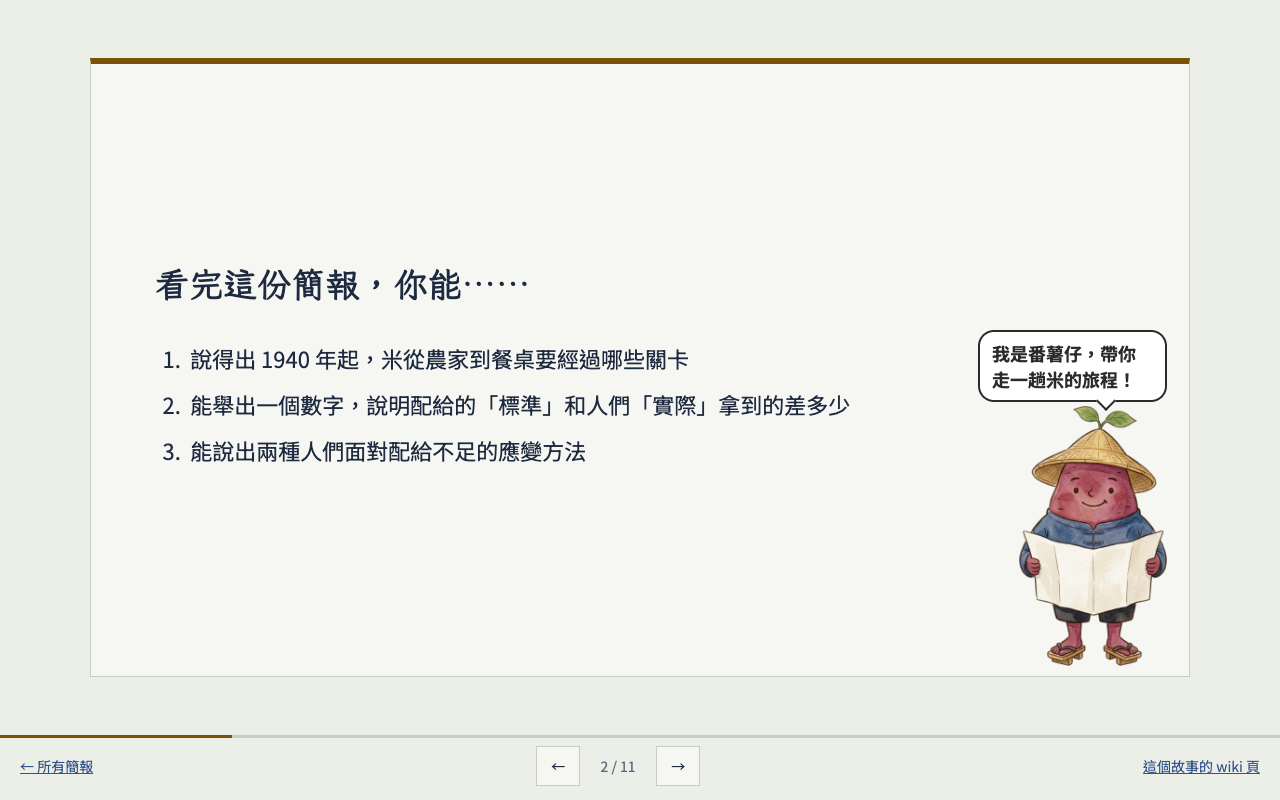 看完這份簡報，你能⋯⋯
1. 說得出 1940 年起，米從農家到餐桌要經過哪些關卡
2. 能舉出一個數字，說明配給的「標準」和人們「實際」拿到的差多少
3. 能說出兩種人們面對配給不足的應變方法
我是番薯仔，帶你
走一趟米的旅程！
← 所有簡報
←
2 / 11
→
這個故事的 wiki 頁